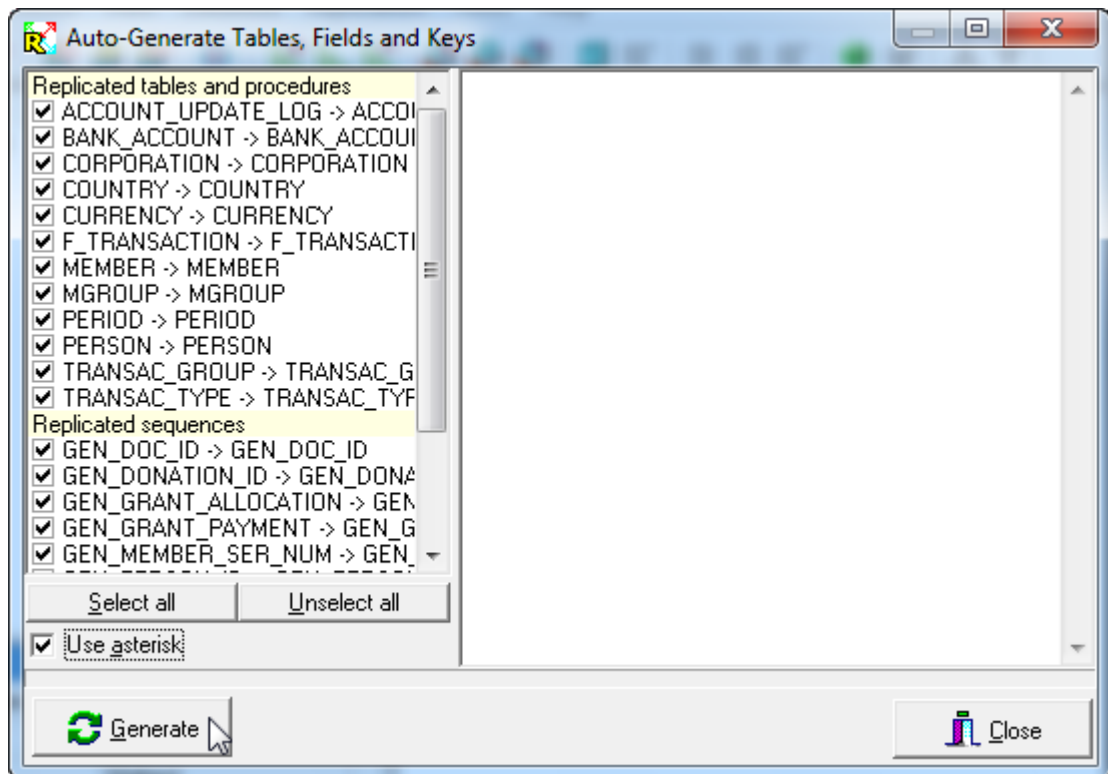 Auto-Generate Tables, Fields and Keys
Replicated tables and procedures
ACCOUNT_UPDATE_LOG -> ACCOU
BANK_ACCOUNT -> BANK_ACCOUI
CORPORATION -> CORPORATION
COUNTRY -> COUNTRY
CURRENCY -> CURRENCY
F_TRANSACTION -> F_TRANSACTI
MEMBER -> MEMBER
MGROUP -> MGROUP
PERIOD -> PERIOD
PERSON -> PERSON
TRANSAC_GROUP -> TRANSAC_G
TRANSAC_TYPE -> TRANSAC_TYP
Replicated sequences
GEN_DOC_ID -> GEN_DOC_ID
GEN_DONATION_ID -> GEN_DONA
GEN_GRANT_ALLOCATION -> GEN
GEN_GRANT_PAYMENT -> GEN_G
GEN_MEMBER_SER_NUM -> GEN_
Select all
Unselect all
Use asterisk
Generate
Close